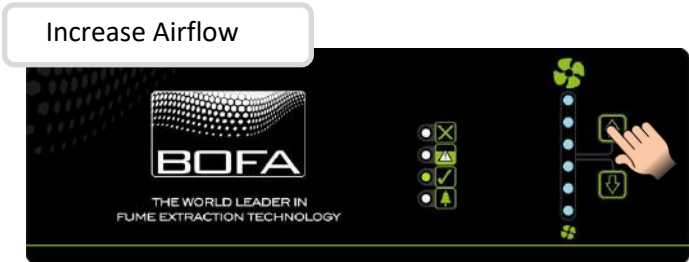 Increase Airflow
BOFA
THE WORLD LEADER IN
FUME EXTRACTION TECHNOLOGY